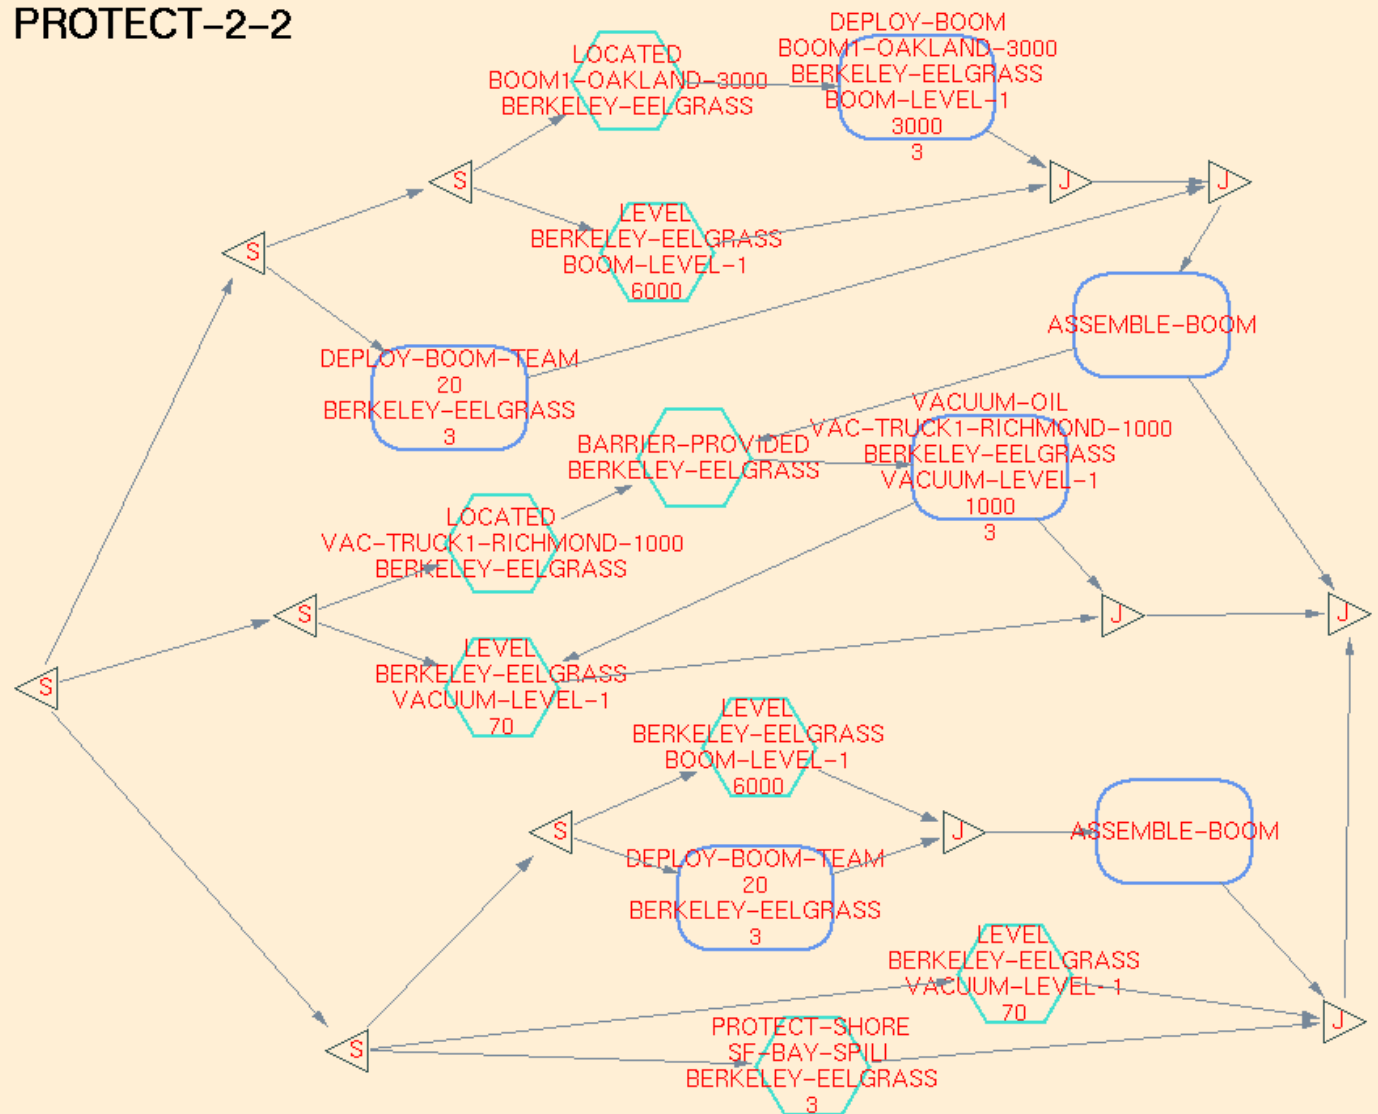 PROTECT-2-2
LOCATED
BOOM1-OAKLAND-3000
BERKELEY-EELGRASS
DEPLOY-BOOM
BOOM1-OAKLAND-3000
BERKELEY-EELGRASS
BOOM-LEVEL-1
3000
3
S
J
J
LEVEL
BERKELEY-EELGRASS
BOOM-LEVEL-1
6000
S
ASSEMBLE-BOOM
DEPLOY-BOOM-TEAM
20
BERKELEY-EELGRASS
3
BARRIER-PROVIDED
BERKELEY-EELGRASS
VACUUM-OIL
VAC-TRUCK1-RICHMOND-1000
BERKELEY-EELGRASS
VACUUM-LEVEL-1
1000
3
LOCATED
VAC-TRUCK1-RICHMOND-1000
BERKELEY-EELGRASS
S
J
J
LEVEL
BERKELEY-EELGRASS
VACUUM-LEVEL-1
70
S
LEVEL
BERKELEY-EELGRASS
BOOM-LEVEL-1
6000
S
J
ASSEMBLE-BOOM
DEPLOY-BOOM-TEAM
20
BERKELEY-EELGRASS
3
LEVEL
BERKELEY-EELGRASS
VACUUM-LEVEL-1
70
J
S
PROTECT-SHORE
SF-BAY-SPILI
BERKELEY-EELGRASS
3